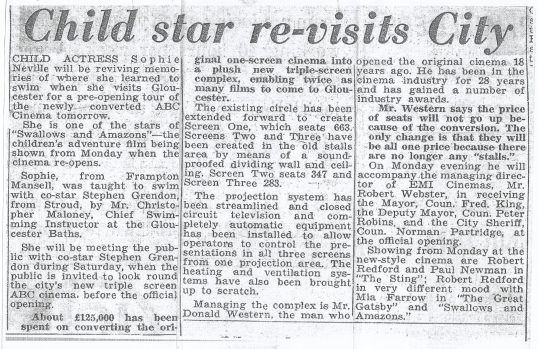 Child star re-visits City
CHILD ACTRESS Sophie
Neville will be reviving memo-
ries of where she learned to
swim when she visits Glou-
cester for a pre-opening tour of
the newly converted ABC
Cinema tomorrow.
She is one of the stars of
"Swallows and Amazons"—the
children's adventure film being
shown from Monday when the
cinema re-opens.
Sophie, from Frampton
Mansell, was taught to swim
with co-star Stephen Grendon,
from Stroud, by Mr. Christo-
pher Maloney, Chief Swim-
ming Instructor at the Glou-
cester Baths.
She will be meeting the pub-
lic with co-star Stephen Gren-
don during Saturday, when the
public is invited to look round
the city's new triple screen
ABC cinema. before the official
opening.
About £125,000 has been
spent on converting the ori-
ginal one-screen cinema into
a plush new triple-screen
complex, enabling twice as
many films to come to Glou-
cester.
The existing circle has been
extended forward to create
Screen One, which seats 663.
Screens Two and Three have
been created in the old stalls
area by means of a sound-
proofed dividing wall and ceil-
ing. Screen Two seats 347 and
Screen Three 283.
The projection system has
been streamlined and closed
circuit television and com-
pletely automatic equipment
has been installed to allow
operators to control the pre-
sentations in all three screens
from one projection area. The
heating and ventilation sys-
tems have also been brought
up to scratch.
Managing the complex is Mr.
Donald Western, the man who
opened the original cinema 18
years ago. He has been in the
cinema industry for 28 years
and has gained a number of
industry awards.
Mr. Western says the price
of seats will not go up be-
cause of the conversion. The
only change is that they will
be all one price because there
are no longer any "stalls."
On Monday evening he will
accompany the managing direc-
tor of EMI Cinemas, Mr.
Robert Webster, in receiving
the Mayor, Coun. Fred. King,
the Deputy Mayor, Coun. Peter
Robins, and the City Sheriff,
Coun. Norman Partridge, at
the official opening.
Showing from Monday at the
new-style cinema are Robert
Redford and Paul Newman in
"The Sting"; Robert Redford
in very different mood with
Mia Farrow in "The Great
Gatsby" and "Swallows and
Amazons."